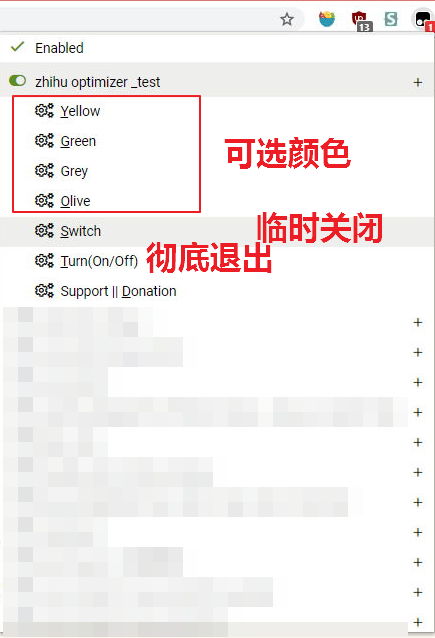 13
1
Enabled
zhihu optimizer _test
Yellow
Green
可选颜色
Grey
Olive
临时关闭
Switch
彻底退出
Turn(On/Off)
Support || Donation